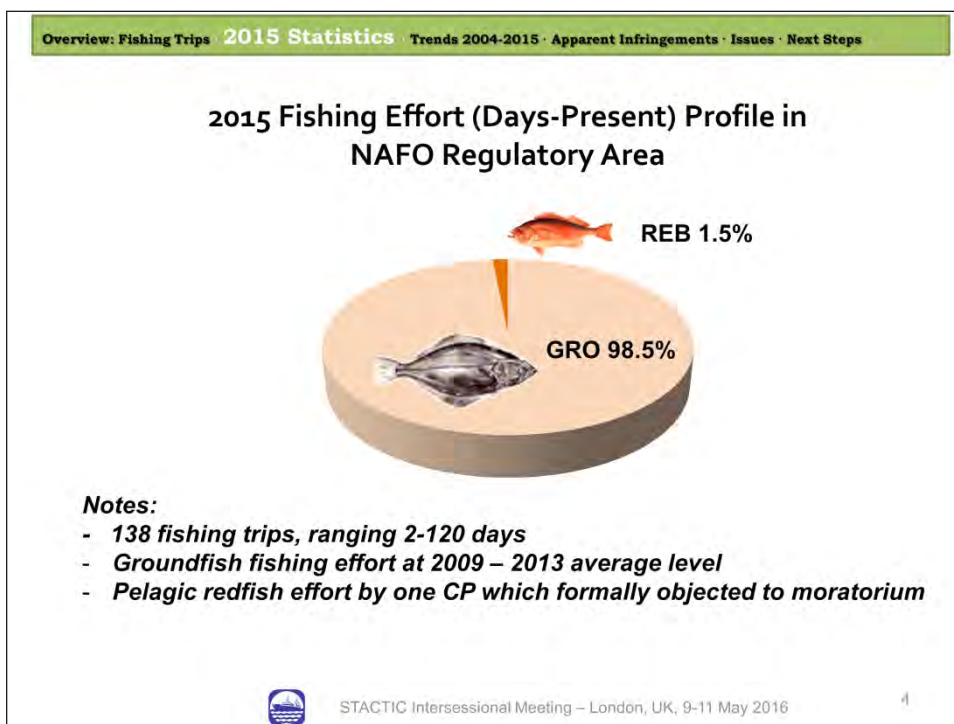 Overview: Fishing Trips · 2015 Statistics · Trends 2004-2015 · Apparent Infringements · Issues · Next Steps
2015 Fishing Effort (Days-Present) Profile in
NAFO Regulatory Area
REB 1.5%
GRO 98.5%
Notes:
- 138 fishing trips, ranging 2-120 days
- Groundfish fishing effort at 2009 – 2013 average level
- Pelagic redfish effort by one CP which formally objected to moratorium
STACTIC Intersessional Meeting – London, UK, 9-11 May 2016